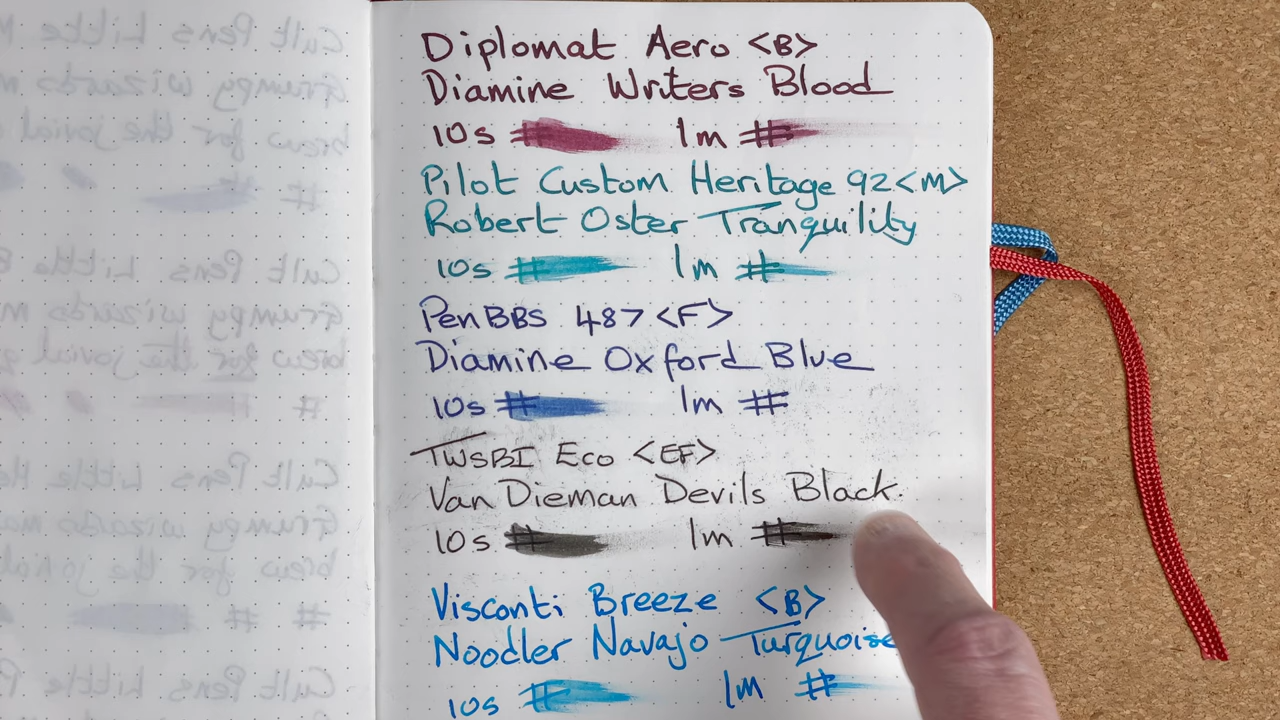 Diplomat Aero <B>
Diamine Writers Blood
10s # 1m #
Pilot Custom Heritage 92 <M>
Robert Oster Tranquility
10s # 1m #
PenBBS 487 <F>
Diamine Oxford Blue
10s # 1m #
TWSBI Eco <EF>
Van Dieman Devils Black.
10s # 1m #
Visconti Breeze <B>
Noodler Navajo Turquoise
10s # 1m #